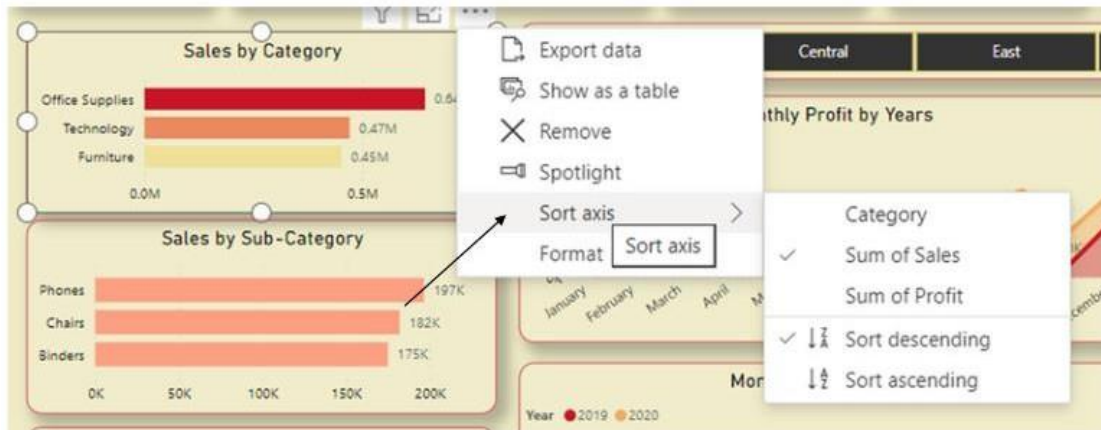 Sales by Category
Office Supplies
Technology 0.47M
Furniture 0.45M
0.0M 0.5M
Sales by Sub-Category
Phones 197K
Chairs 182K
Binders 175K
0K 50K 100K 150K 200K
Export data
Show as a table
Remove
Spotlight
Sort axis
Format
Sort axis
Central East
Profit by Years
Category
Sum of Sales
Sum of Profit
Sort descending
Sort ascending
January February March April
Year 2019 2020